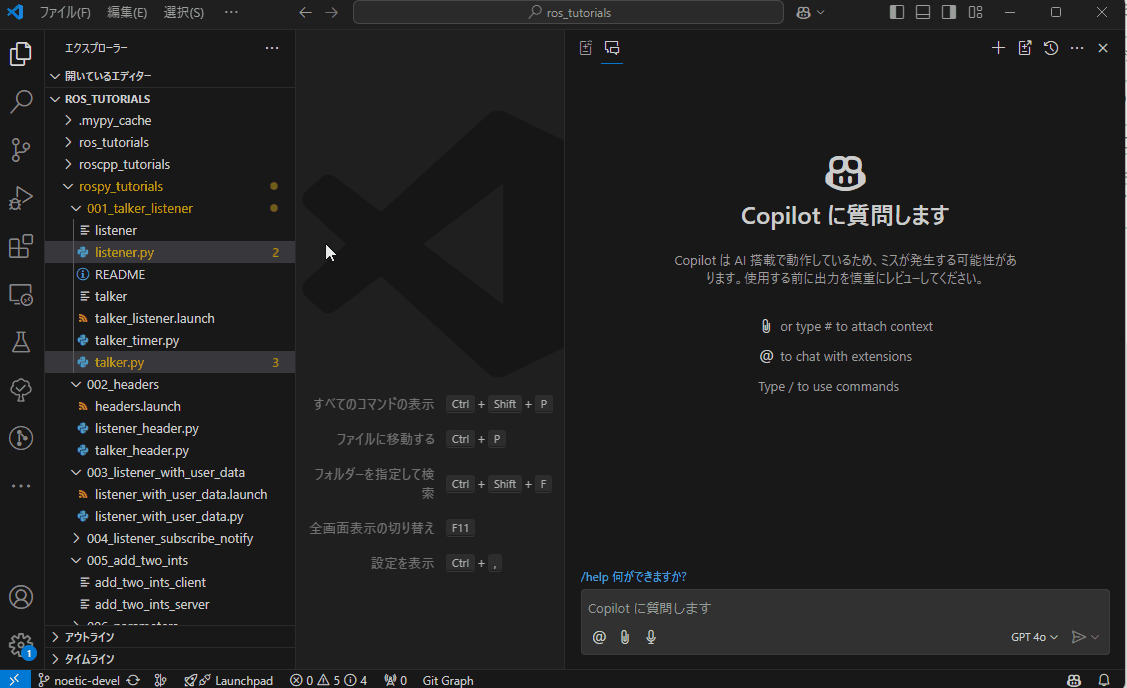 ファイル(F) 編集(E) 選択(S) ··· ros_tutorials
エクスプローラー ···
開いているエディター
ROS_TUTORIALS
.mypy_cache
ros_tutorials
roscpp_tutorials
rospy_tutorials
001_talker_listener
listener
listener.py 2
README
talker
talker_listener.launch
talker_timer.py
talker.py 3
002_headers
headers.launch
listener_header.py
talker_header.py
003_listener_with_user_data
listener_with_user_data.launch
listener_with_user_data.py
004_listener_subscribe_notify
005_add_two_ints
add_two_ints_client
add_two_ints_server
アウトライン
タイムライン
すべてのコマンドの表示 Ctrl + Shift + P
ファイルに移動する Ctrl + P
フォルダーを指定して検
索 Ctrl + Shift + F
全画面表示の切り替え F11
設定を表示 Ctrl + ,
Copilot に質問します
Copilot は AI 搭載で動作しているため、ミスが発生する可能性があ
ります。使用する前に出力を慎重にレビューしてください。
or type # to attach context
@ to chat with extensions
Type / to use commands
/help 何ができますか?
Copilot に質問します
@ GPT 4o
1
noetic-devel Launchpad 0 5 4 0 Git Graph